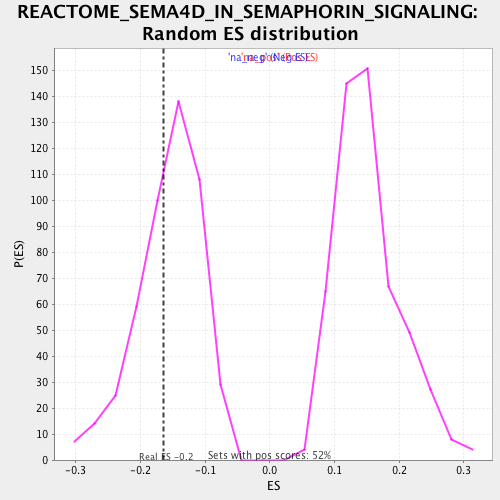 REACTOME_SEMA4D_IN_SEMAPHORIN_SIGNALING:
Random ES distribution
150
140
130
120
110
100
90
80
70
60
50
40
30
20
10
0
P(ES)
Real ES -0.2
Sets with pos scores: 52%
-0.3 -0.2 -0.1 0.0 0.1 0.2 0.3
ES